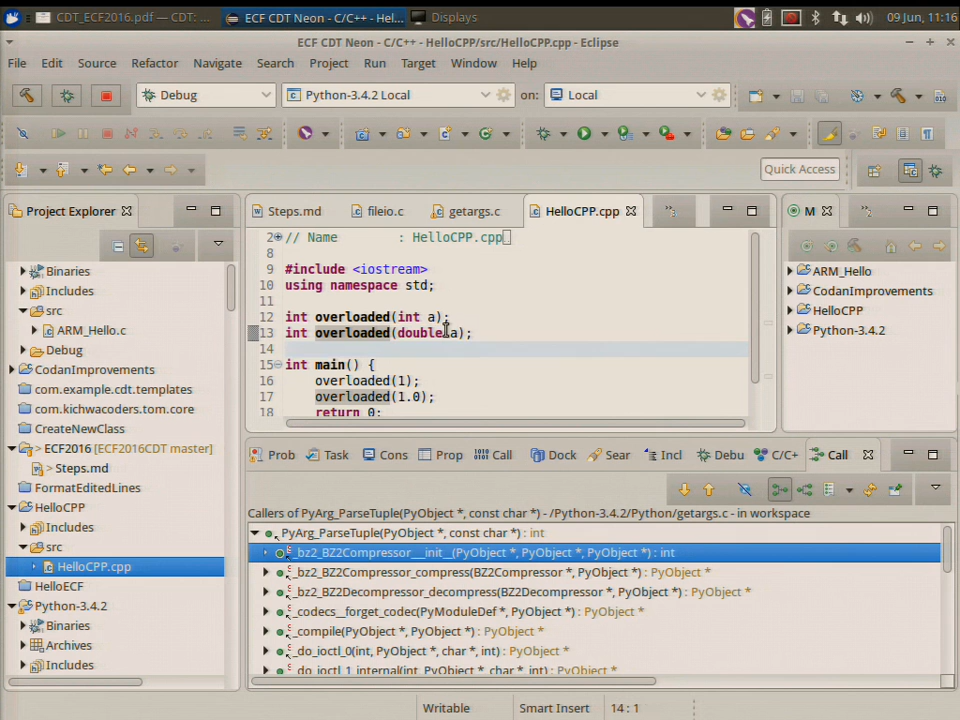 CDT_ECF2016.pdf — CDT: ...
ECF CDT Neon - C/C++ - Hel...
Displays
09 Jun, 11:16
ECF CDT Neon - C/C++ - HelloCPP/src/HelloCPP.cpp - Eclipse
File Edit Source Refactor Navigate Search Project Run Target Window Help
Debug
Python-3.4.2 Local
on:
Local
Quick Access
Project Explorer
Binaries
Includes
src
ARM_Hello.c
Debug
CodanImprovements
com.example.cdt.templates
com.kichwacoders.tom.core
CreateNewClass
> ECF2016 [ECF2016CDT master]
> Steps.md
FormatEditedLines
HelloCPP
Includes
src
HelloCPP.cpp
HelloECF
Python-3.4.2
Binaries
Archives
Includes
Steps.md
fileio.c
getargs.c
HelloCPP.cpp
»3
2 // Name : HelloCPP.cpp
8
9 #include <iostream>
10 using namespace std;
11
12 int overloaded(int a);
13 int overloaded(double a);
14
15 int main() {
16 overloaded(1);
17 overloaded(1.0);
18 return 0;
M
»2
ARM_Hello
CodanImprovements
HelloCPP
Python-3.4.2
Prob
Task
Cons
Prop
010 Call
Dock
Sear
Incl
Debu
C/C+
Call
Callers of PyArg_ParseTuple(PyObject *, const char *) - /Python-3.4.2/Python/getargs.c - in workspace
PyArg_ParseTuple(PyObject *, const char *) : int
_bz2_BZ2Compressor__init_(PyObject *, PyObject *, PyObject *) : int
_bz2_BZ2Compressor_compress(BZ2Compressor *, PyObject *) : PyObject *
_bz2_BZ2Decompressor_decompress(BZ2Decompressor *, PyObject *) : PyObject *
_codecs__forget_codec(PyModuleDef *, PyObject *) : PyObject *
_compile(PyObject *, PyObject *) : PyObject *
_do_ioctl_0(int, PyObject *, char *, int) : PyObject *
_do_ioctl_1_internal(int, PyObject *, char *, int) : PyObject *
Writable
Smart Insert
14 : 1